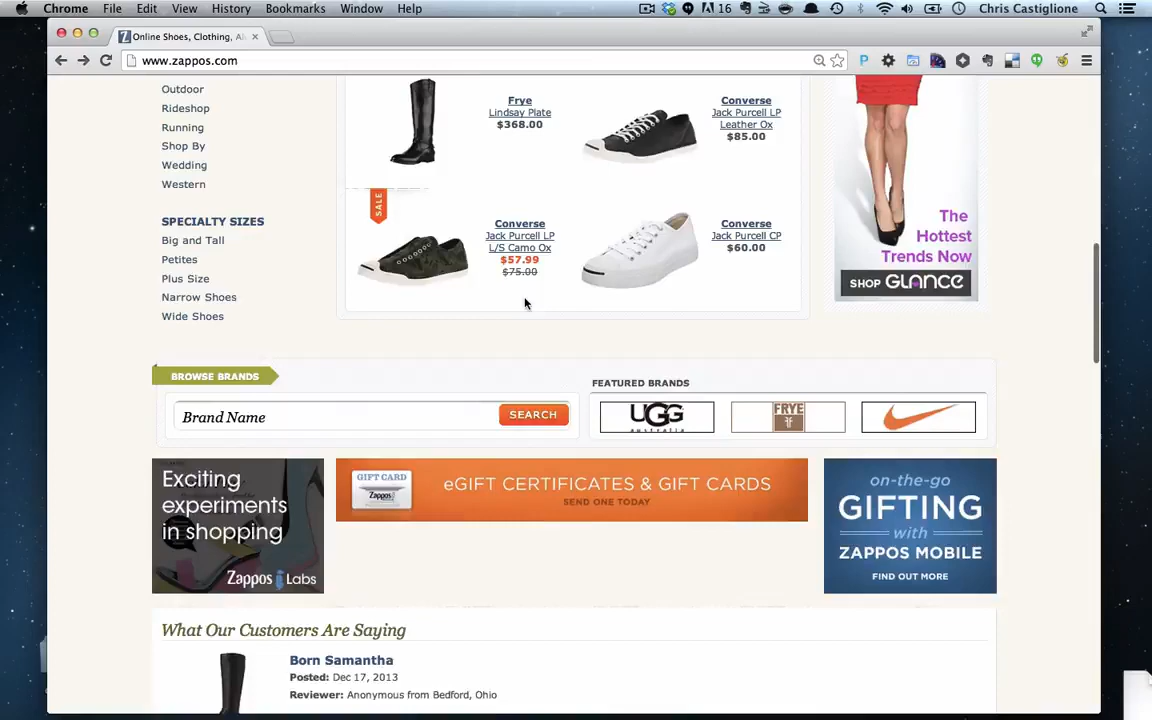 Chrome File Edit View History Bookmarks Window Help 16 Chris Castiglione
Online Shoes, Clothing, A
www.zappos.com
Outdoor
Rideshop
Running
Shop By
Wedding
Western
SPECIALTY SIZES
Big and Tall
Petites
Plus Size
Narrow Shoes
Wide Shoes
Frye
Lindsay Plate
$368.00
Converse
Jack Purcell LP
Leather Ox
$85.00
SALE
Converse
Jack Purcell LP
L/S Camo Ox
$57.99
$75.00
Converse
Jack Purcell CP
$60.00
The
Hottest
Trends Now
SHOP GLANCE
BROWSE BRANDS
Brand Name
SEARCH
FEATURED BRANDS
UGG
australia
FRYE
Exciting
experiments
in shopping
Zappos Labs
GIFT CARD
Zappos
eGIFT CERTIFICATES & GIFT CARDS
SEND ONE TODAY
on-the-go
GIFTING
with
ZAPPOS MOBILE
FIND OUT MORE
What Our Customers Are Saying
Born Samantha
Posted: Dec 17, 2013
Reviewer: Anonymous from Bedford, Ohio